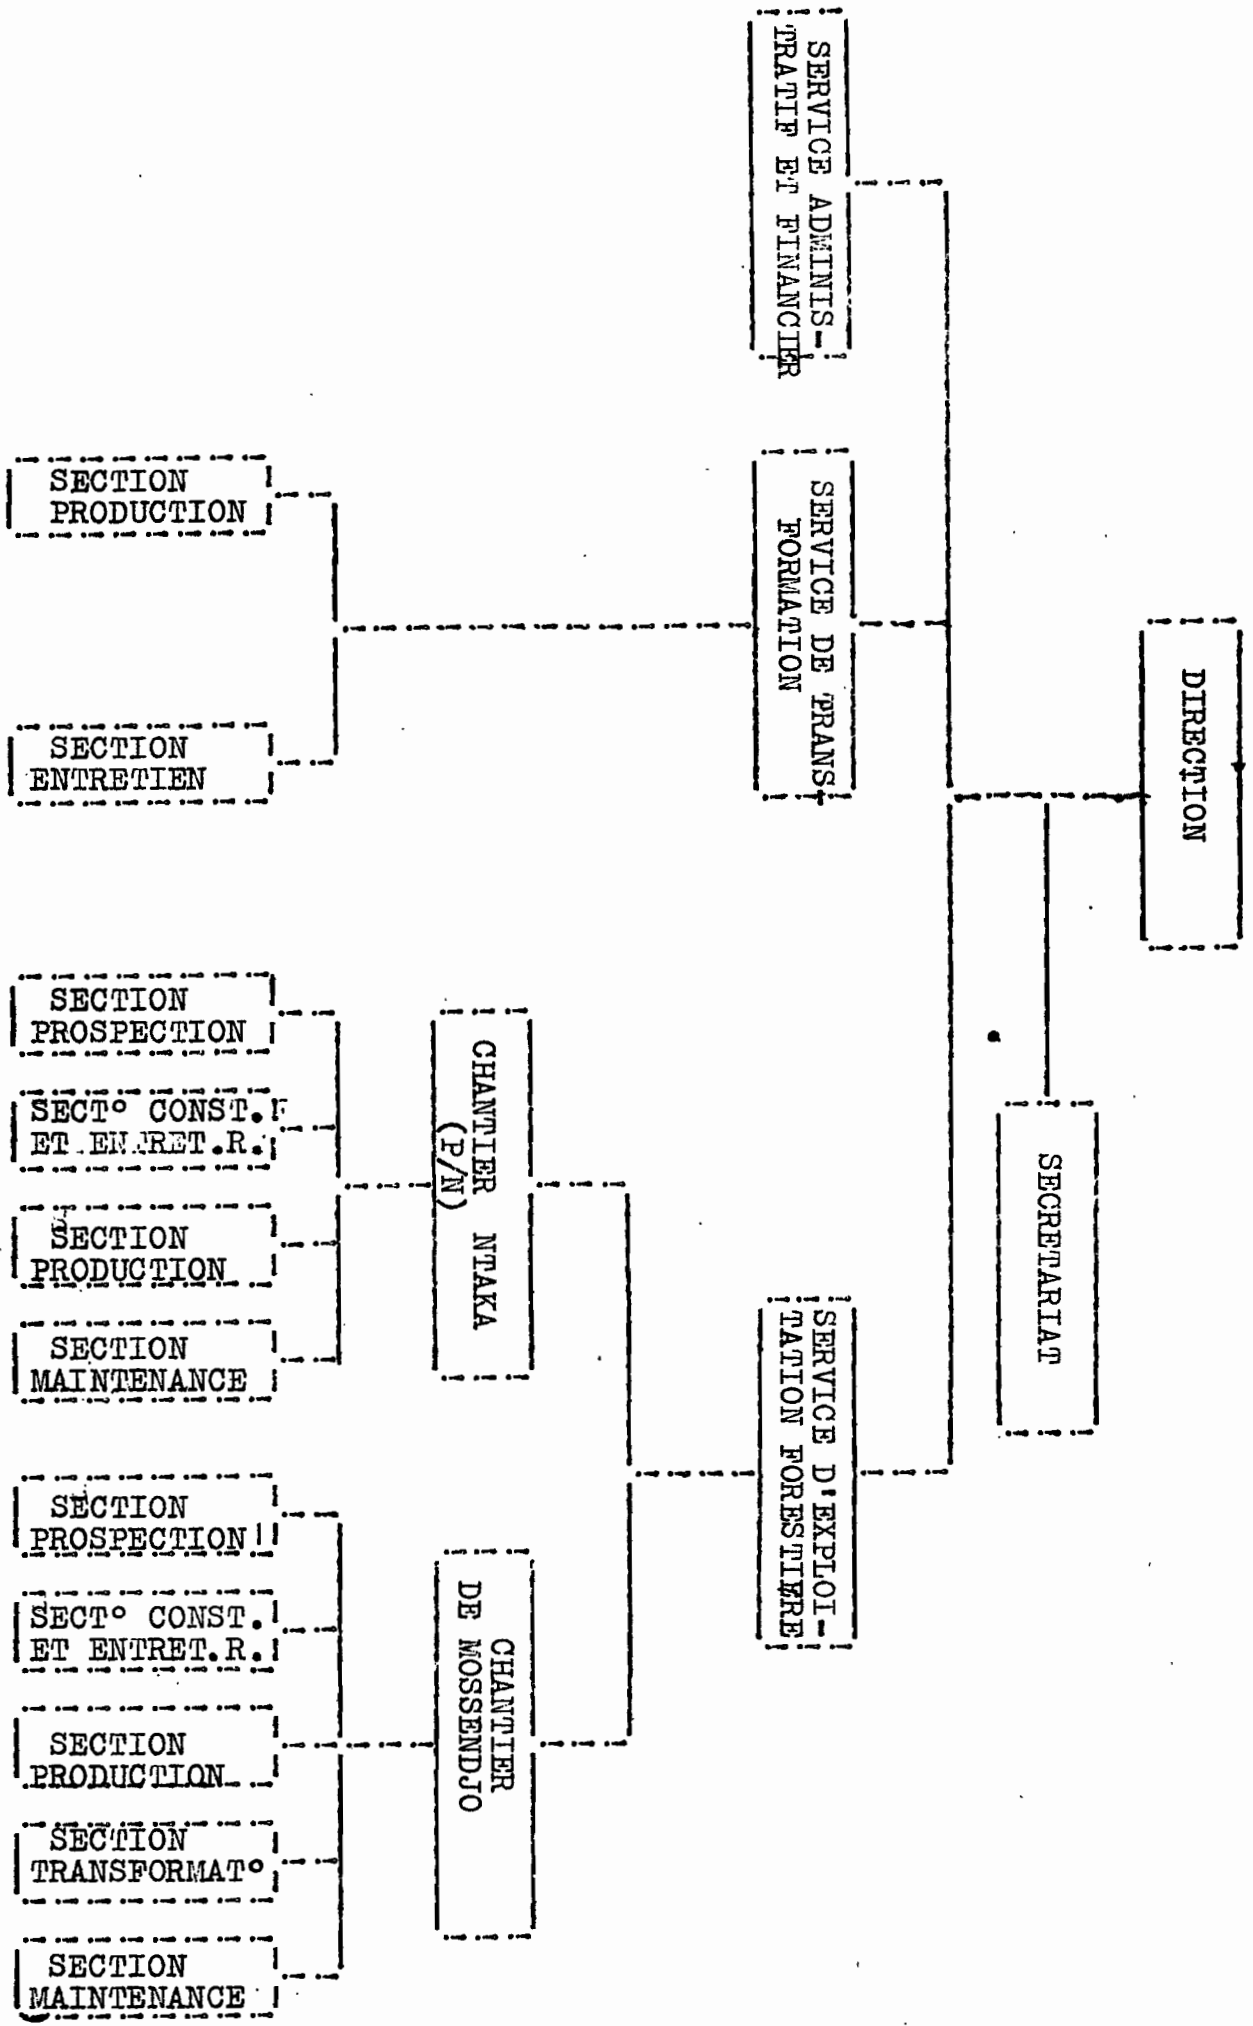 DIRECTION
SECRETARIAT
SERVICE ADMINIS-
TRATIF ET FINANCIER
SERVICE DE TRANS-
FORMATION
SERVICE D'EXPLOI-
TATION FORESTIERE
CHANTIER NTAKA
(P/N)
CHANTIER
DE MOSSENDJO
SECTION
PRODUCTION
SECTION
ENTRETIEN
SECTION
PROSPECTION
SECT° CONST.
ET ENTRET.R.
SECTION
PRODUCTION
SECTION
MAINTENANCE
SECTION
PROSPECTION
SECT° CONST.
ET ENTRET.R.
SECTION
PRODUCTION
SECTION
TRANSFORMAT°
SECTION
MAINTENANCE